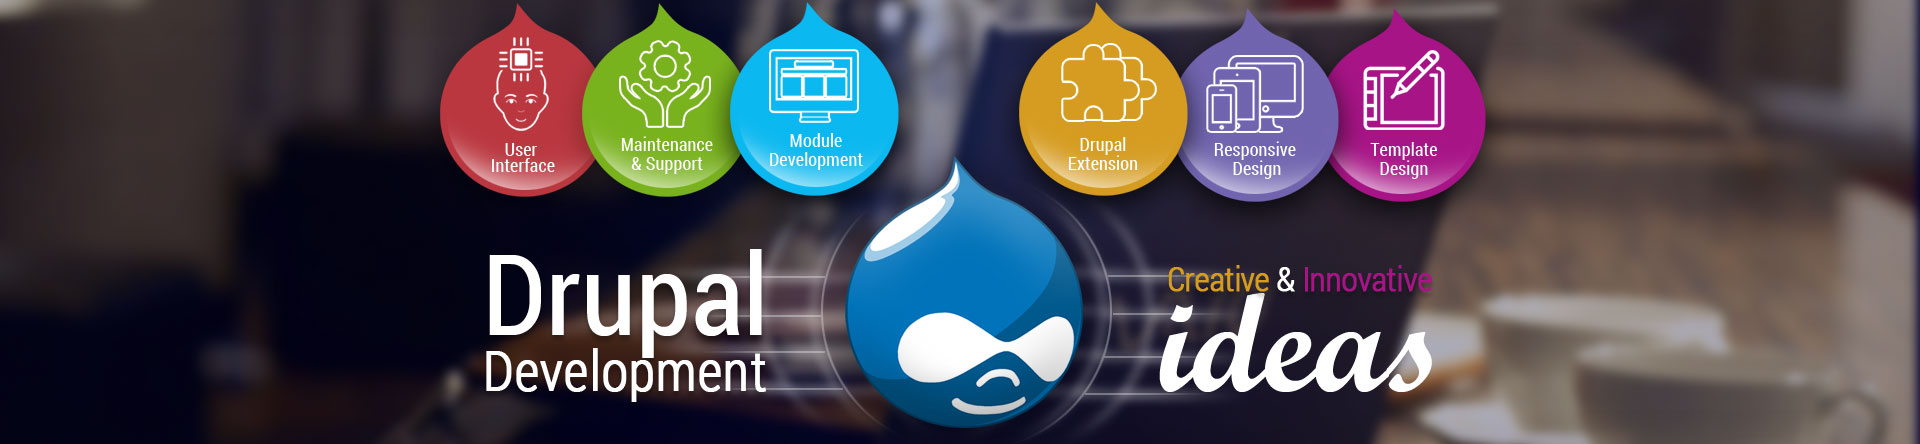 User
Interface
Maintenance
& Support
Module
Development
Drupal
Extension
Responsive
Design
Template
Design
Drupal
Development
Creative & Innovative
ideas